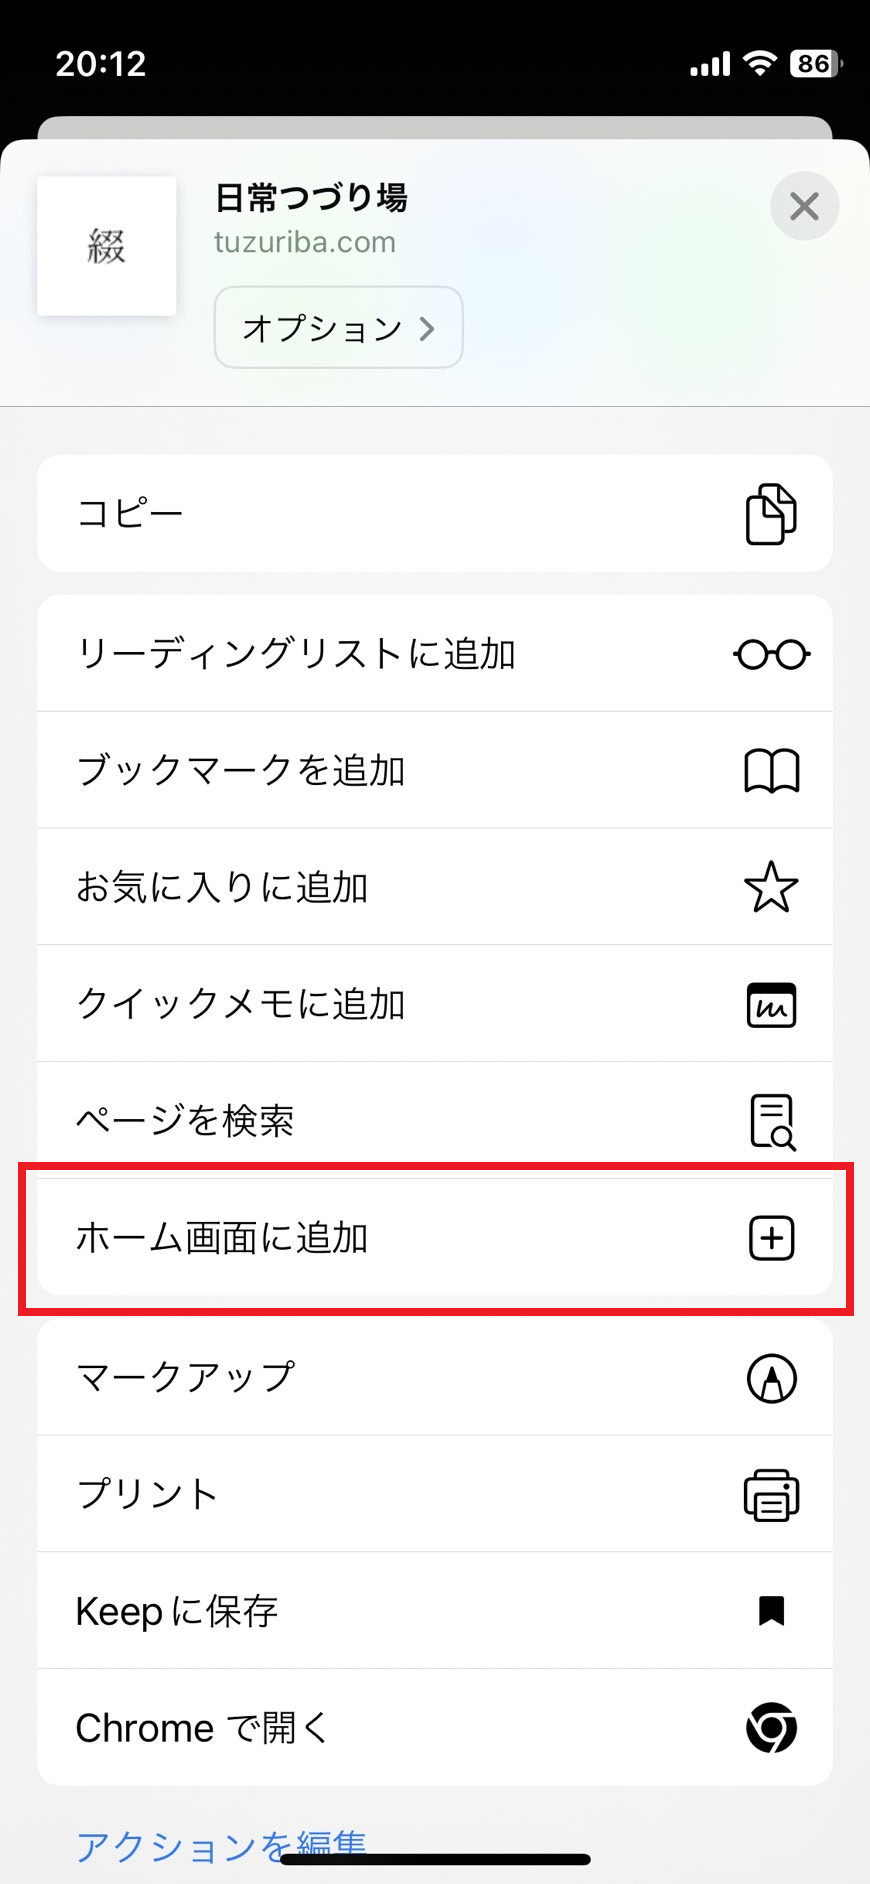 20:12
86
綴
日常つづり場
tuzuriba.com
オプション
コピー
リーディングリストに追加
ブックマークを追加
お気に入りに追加
クイックメモに追加
ページを検索
ホーム画面に追加
マークアップ
プリント
Keepに保存
Chrome で開く
アクションを編集